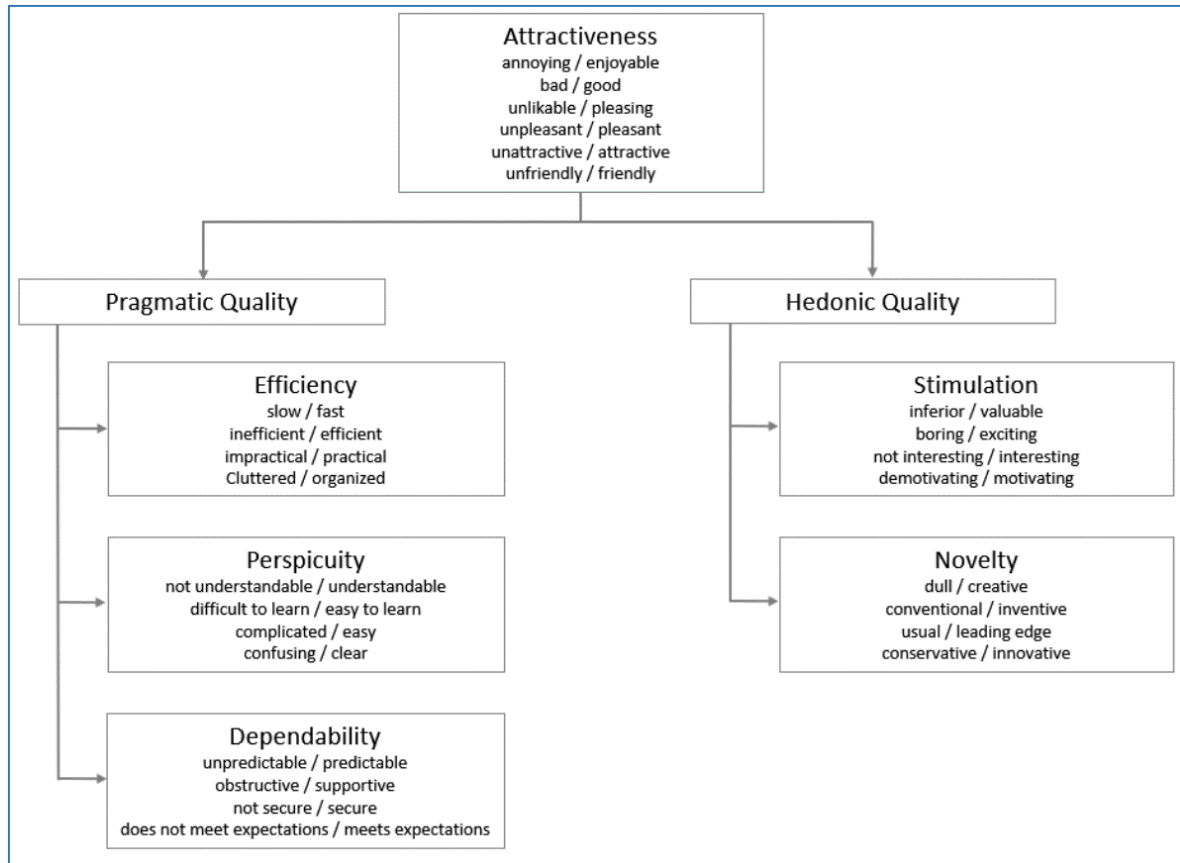 Attractiveness
annoying / enjoyable
bad / good
unlikable / pleasing
unpleasant / pleasant
unattractive / attractive
unfriendly / friendly
Pragmatic Quality
Efficiency
slow / fast
inefficient / efficient
impractical / practical
Cluttered / organized
Perspicuity
not understandable / understandable
difficult to learn / easy to learn
complicated / easy
confusing / clear
Dependability
unpredictable / predictable
obstructive / supportive
not secure / secure
does not meet expectations / meets expectations
Hedonic Quality
Stimulation
inferior / valuable
boring / exciting
not interesting / interesting
demotivating / motivating
Novelty
dull / creative
conventional / inventive
usual / leading edge
conservative / innovative